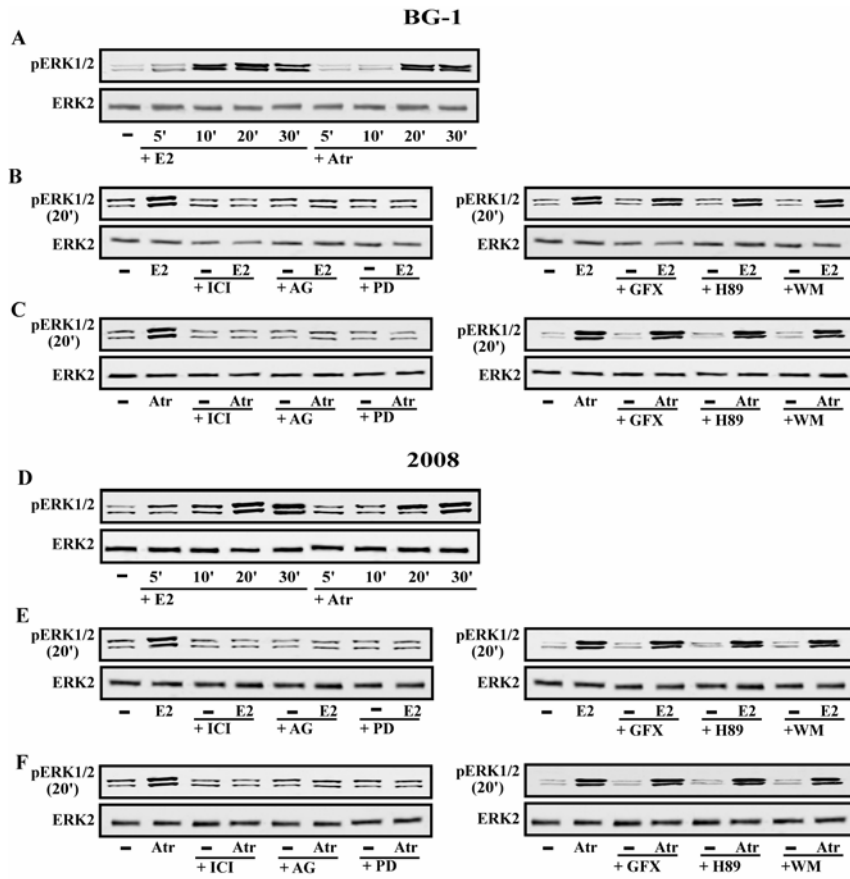 BG-1
A
pERK1/2
ERK2
– 5' 10' 20' 30' 5' 10' 20' 30'
+ E2 + Atr
B
pERK1/2
(20')
ERK2
– E2 – E2 – E2 – E2
+ ICI + AG + PD
pERK1/2
(20')
ERK2
– E2 – E2 – E2 – E2
+ GFX + H89 +WM
C
pERK1/2
(20')
ERK2
– Atr – Atr – Atr – Atr
+ ICI + AG + PD
pERK1/2
(20')
ERK2
– Atr – Atr – Atr – Atr
+ GFX + H89 +WM
2008
D
pERK1/2
ERK2
– 5' 10' 20' 30' 5' 10' 20' 30'
+ E2 + Atr
E
pERK1/2
(20')
ERK2
– E2 – E2 – E2 – E2
+ ICI + AG + PD
pERK1/2
(20')
ERK2
– E2 – E2 – E2 – E2
+ GFX + H89 +WM
F
pERK1/2
(20')
ERK2
– Atr – Atr – Atr – Atr
+ ICI + AG + PD
pERK1/2
(20')
ERK2
– Atr – Atr – Atr – Atr
+ GFX + H89 +WM